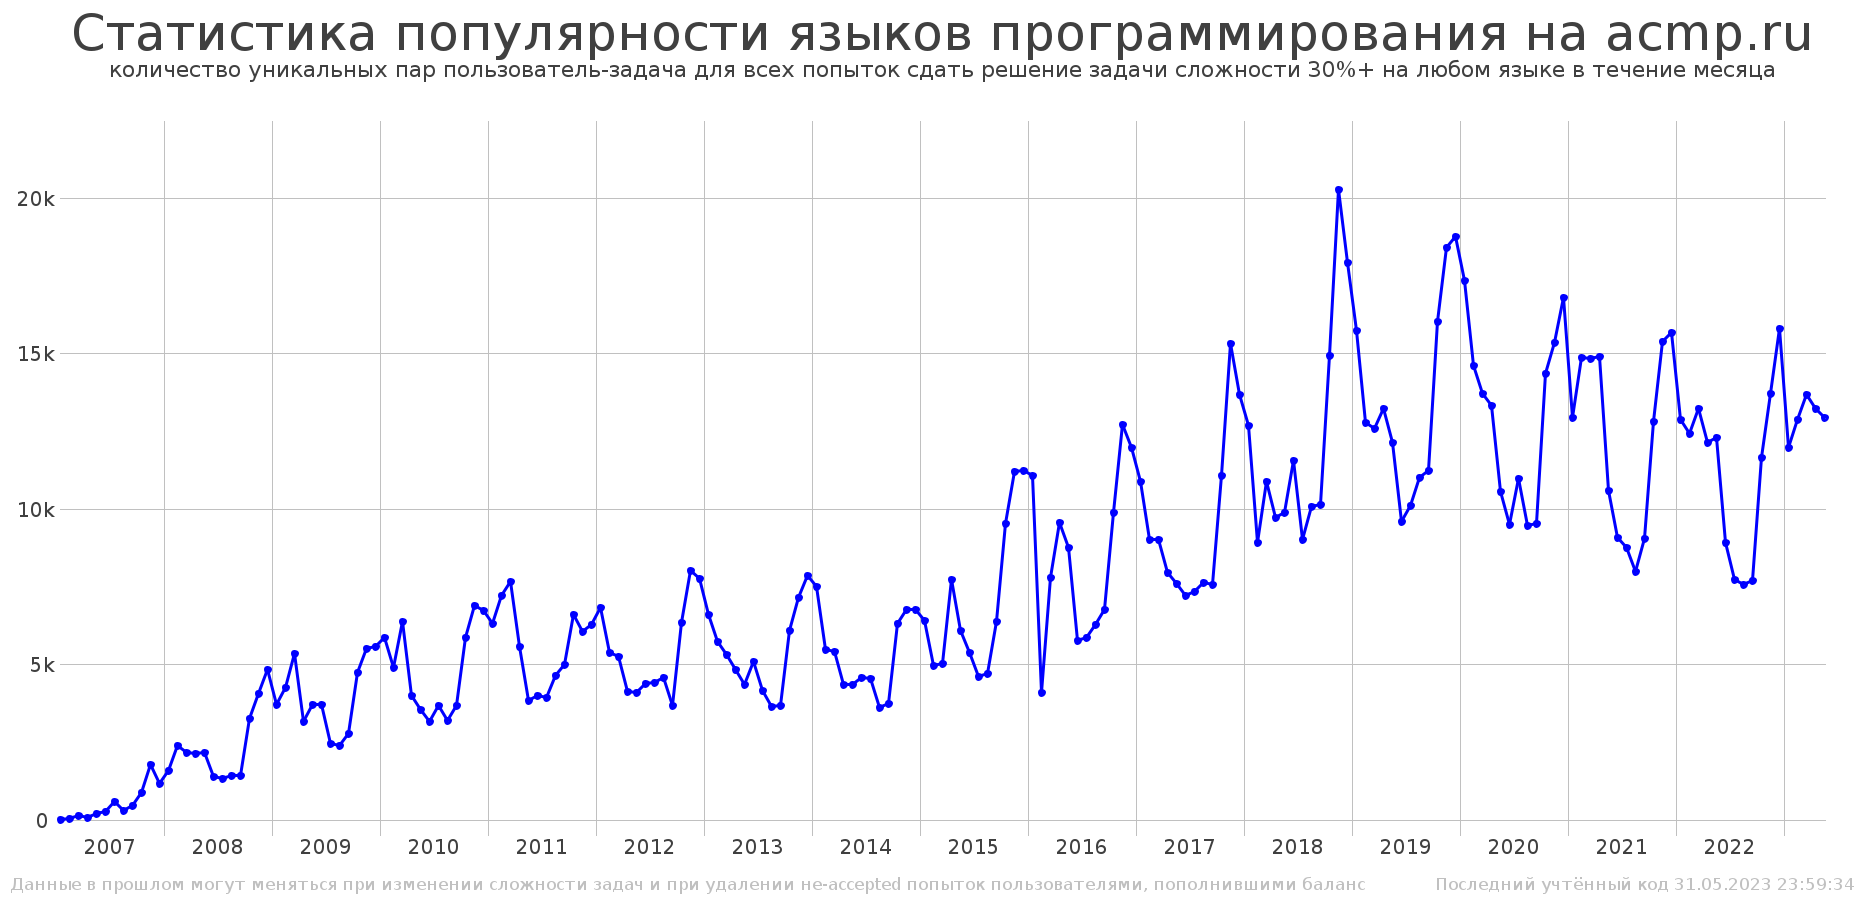 Статистика популярности языков программирования на acmp.ru
количество уникальных пар пользователь-задача для всех попыток сдать решение задачи сложности 30%+ на любом языке в течение месяца
20k
15k
10k
5k
0
2007 2008 2009 2010 2011 2012 2013 2014 2015 2016 2017 2018 2019 2020 2021 2022
Данные в прошлом могут меняться при изменении сложности задач и при удалении не-accepted попыток пользователями, пополнившими баланс
Последний учтённый код 31.05.2023 23:59:34